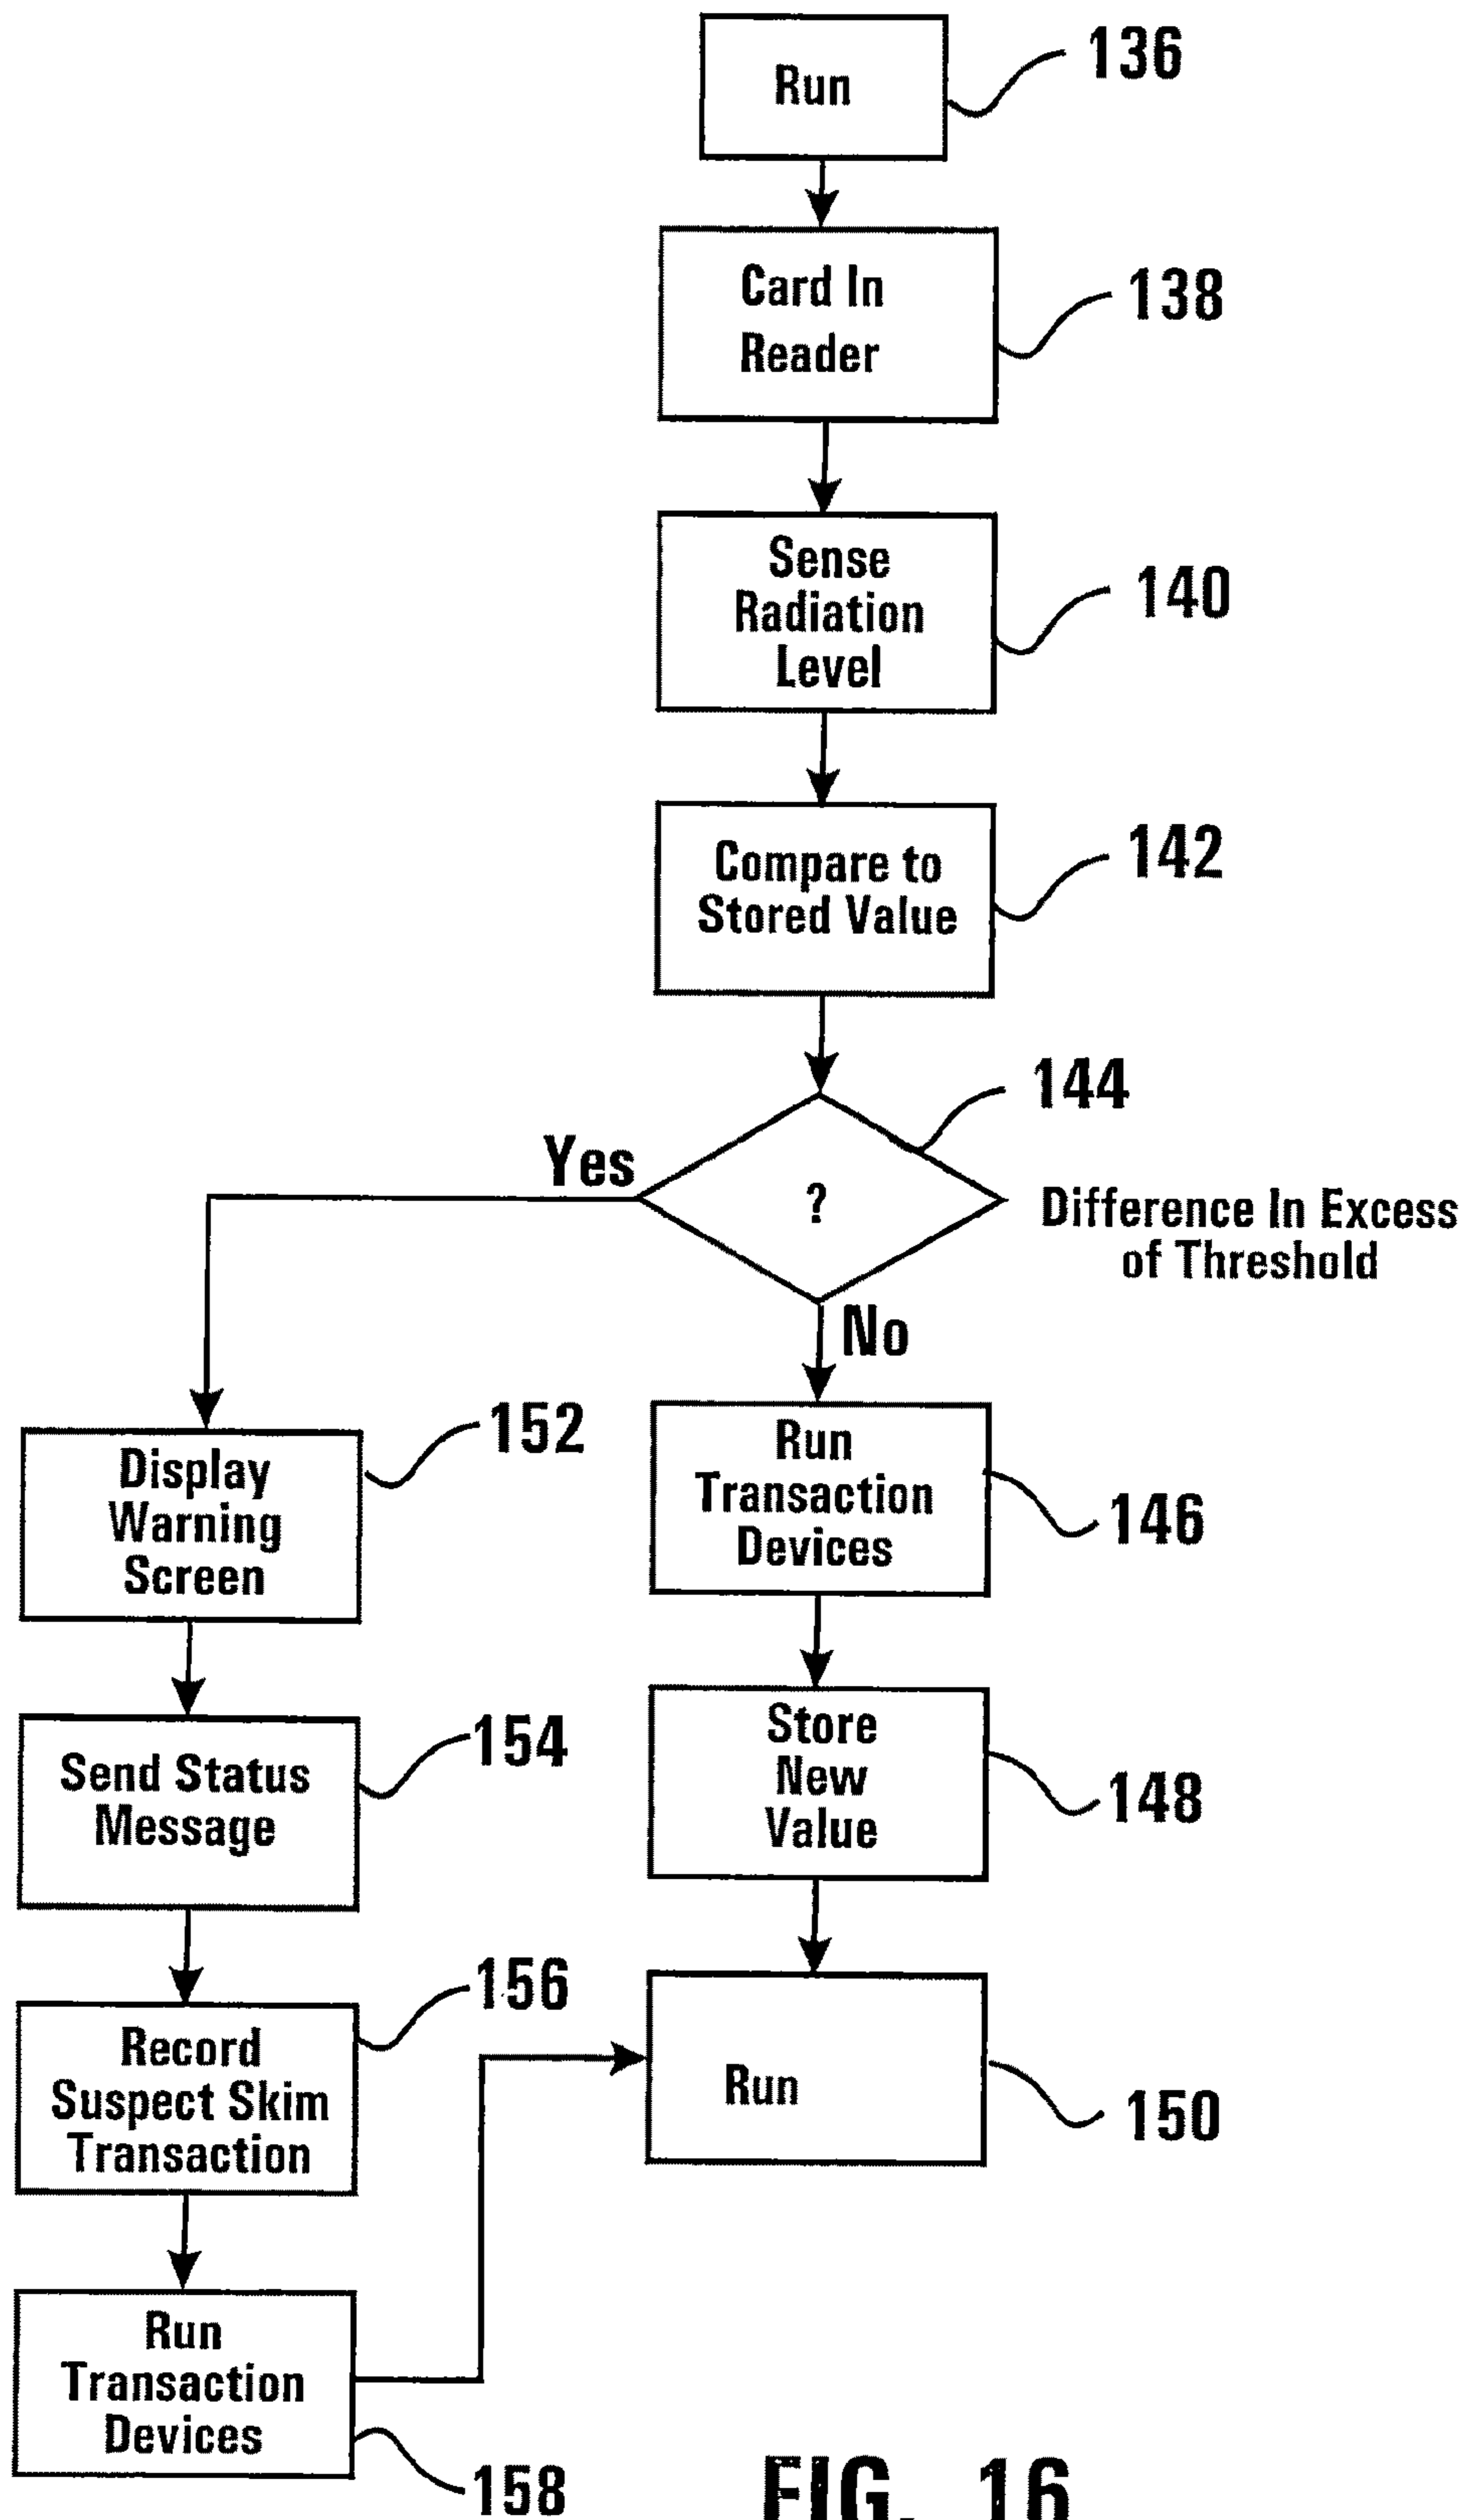 Run
136
Card In
Reader
138
Sense
Radiation
Level
140
Compare to
Stored Value
142
144
Yes
?
Difference In Excess
of Threshold
No
Display
Warning
Screen
152
Run
Transaction
Devices
146
Send Status
Message
154
Store
New
Value
148
Record
Suspect Skim
Transaction
156
Run
150
Run
Transaction
Devices
158
FIG. 16